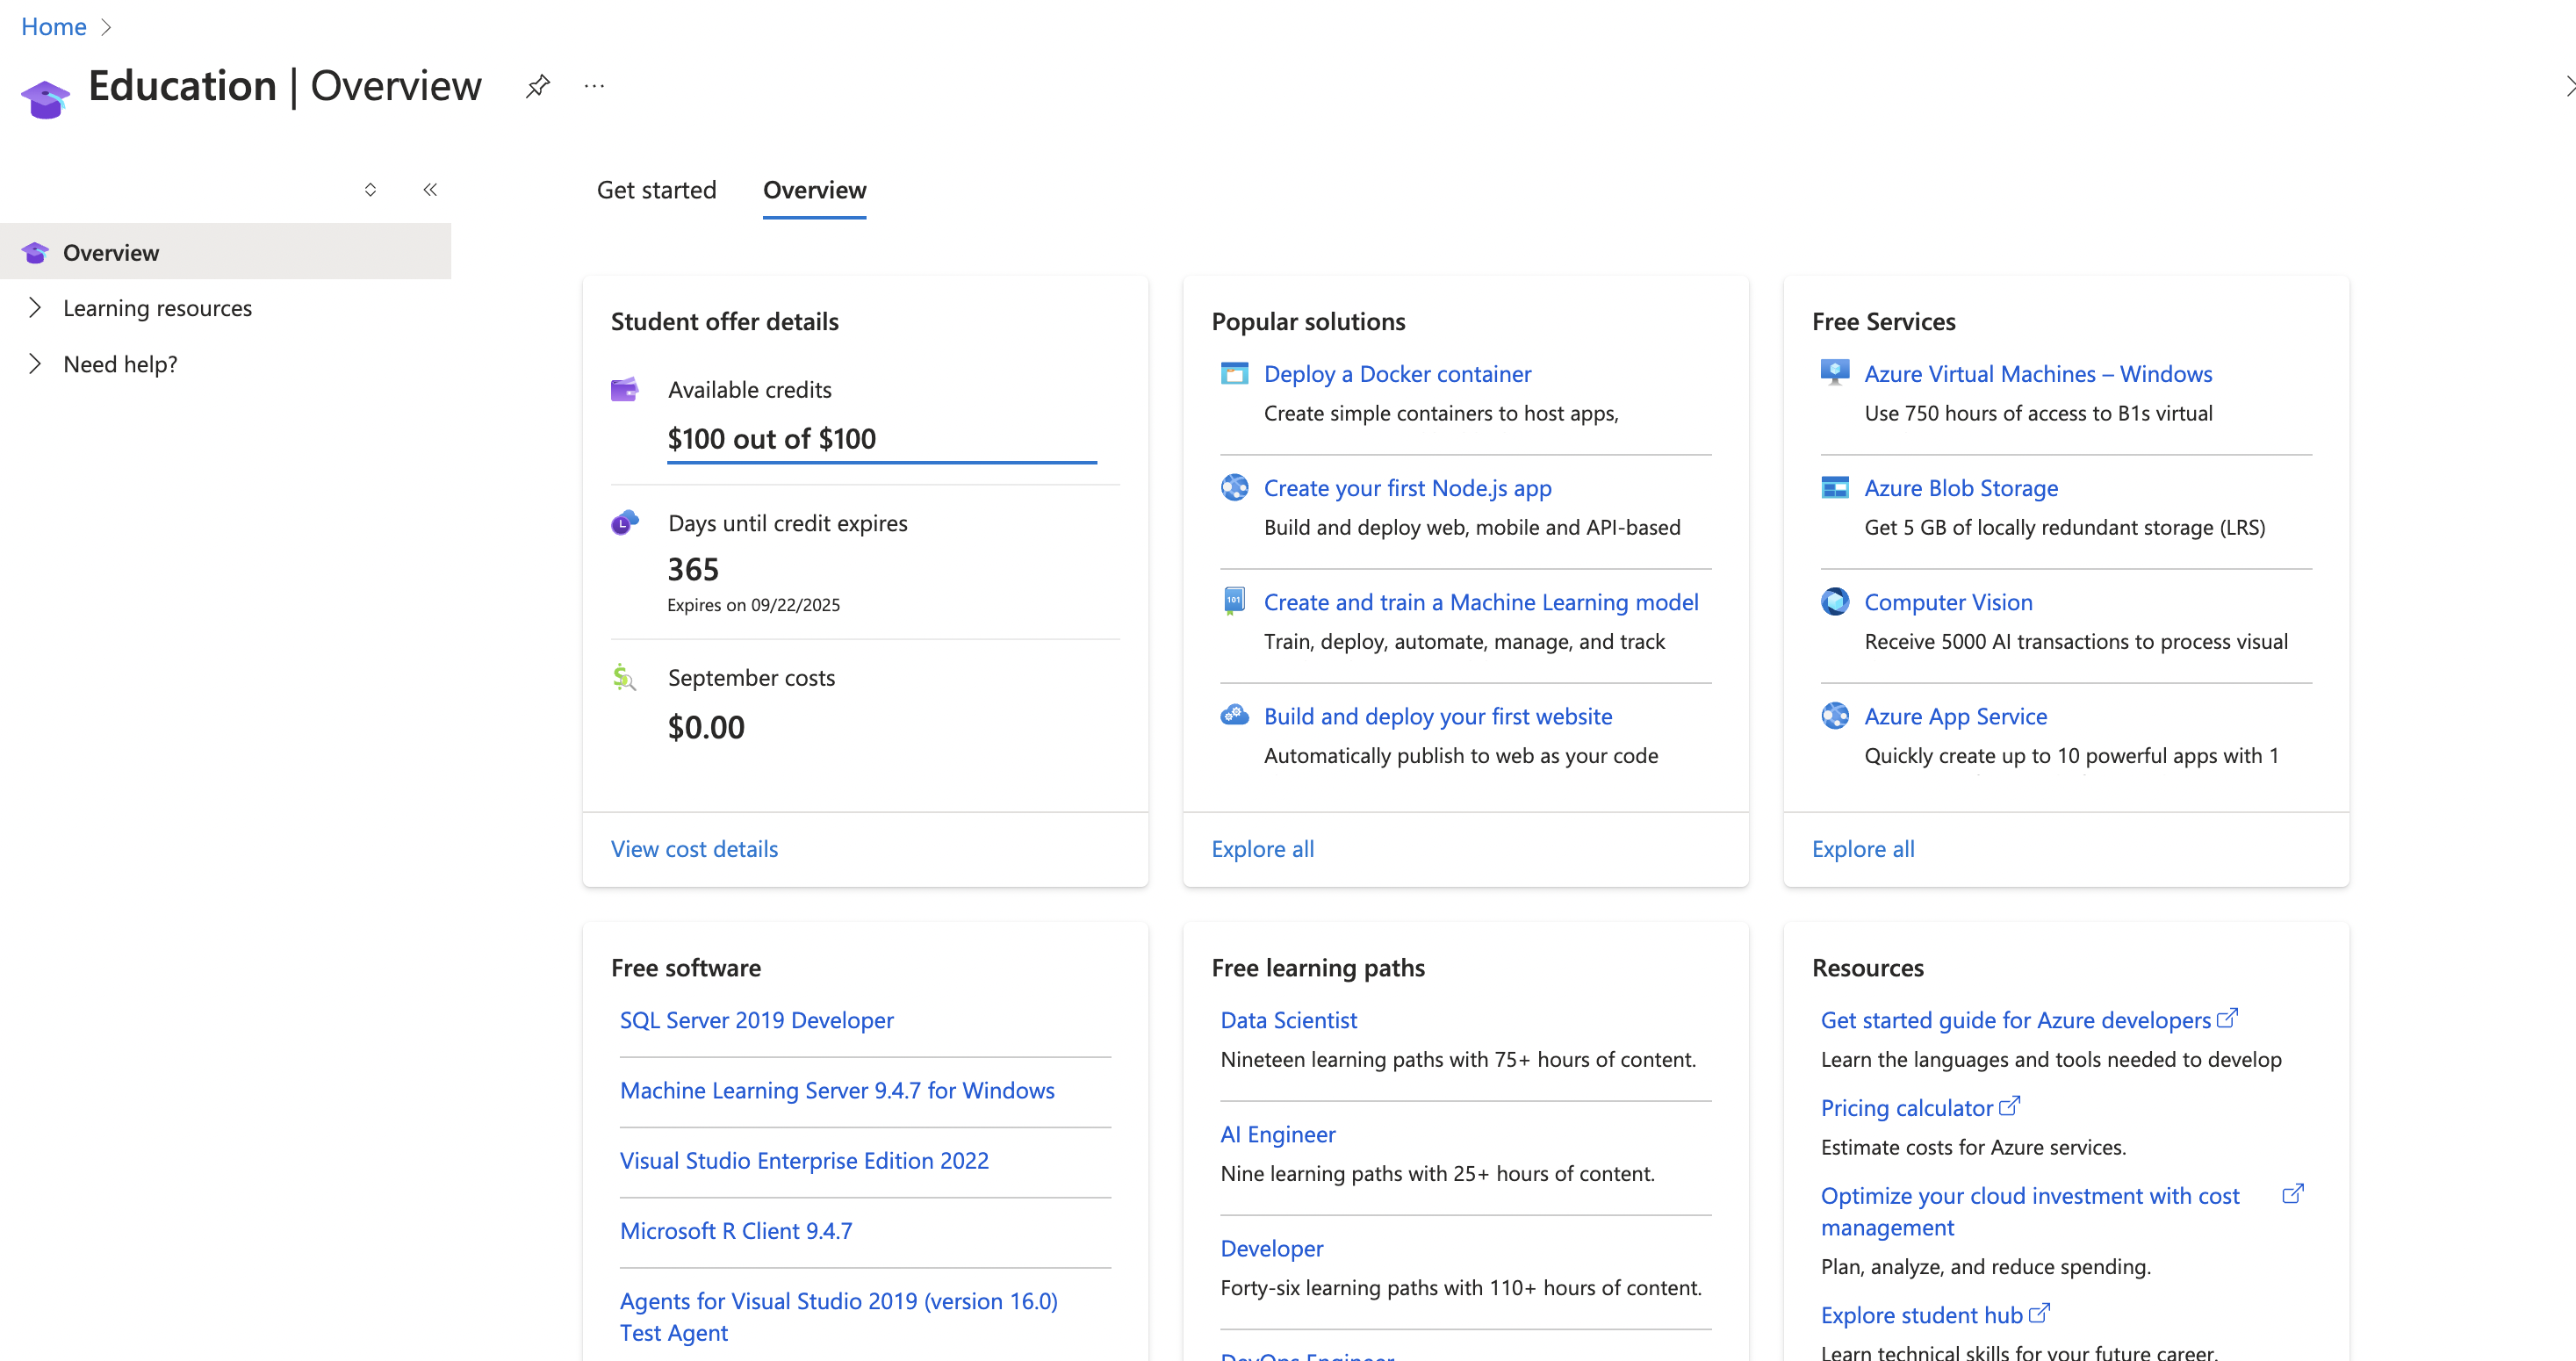 Home
Education | Overview
Get started
Overview
Overview
Learning resources
Need help?
Student offer details
Available credits
$100 out of $100
Days until credit expires
365
Expires on 09/22/2025
September costs
$0.00
View cost details
Popular solutions
Deploy a Docker container
Create simple containers to host apps,
Create your first Node.js app
Build and deploy web, mobile and API-based
Create and train a Machine Learning model
Train, deploy, automate, manage, and track
Build and deploy your first website
Automatically publish to web as your code
Explore all
Free Services
Azure Virtual Machines – Windows
Use 750 hours of access to B1s virtual
Azure Blob Storage
Get 5 GB of locally redundant storage (LRS)
Computer Vision
Receive 5000 AI transactions to process visual
Azure App Service
Quickly create up to 10 powerful apps with 1
Explore all
Free software
SQL Server 2019 Developer
Machine Learning Server 9.4.7 for Windows
Visual Studio Enterprise Edition 2022
Microsoft R Client 9.4.7
Agents for Visual Studio 2019 (version 16.0)
Test Agent
Free learning paths
Data Scientist
Nineteen learning paths with 75+ hours of content.
AI Engineer
Nine learning paths with 25+ hours of content.
Developer
Forty-six learning paths with 110+ hours of content.
DevOps Engineer
Resources
Get started guide for Azure developers
Learn the languages and tools needed to develop
Pricing calculator
Estimate costs for Azure services.
Optimize your cloud investment with cost
management
Plan, analyze, and reduce spending.
Explore student hub
Learn technical skills for your future career.